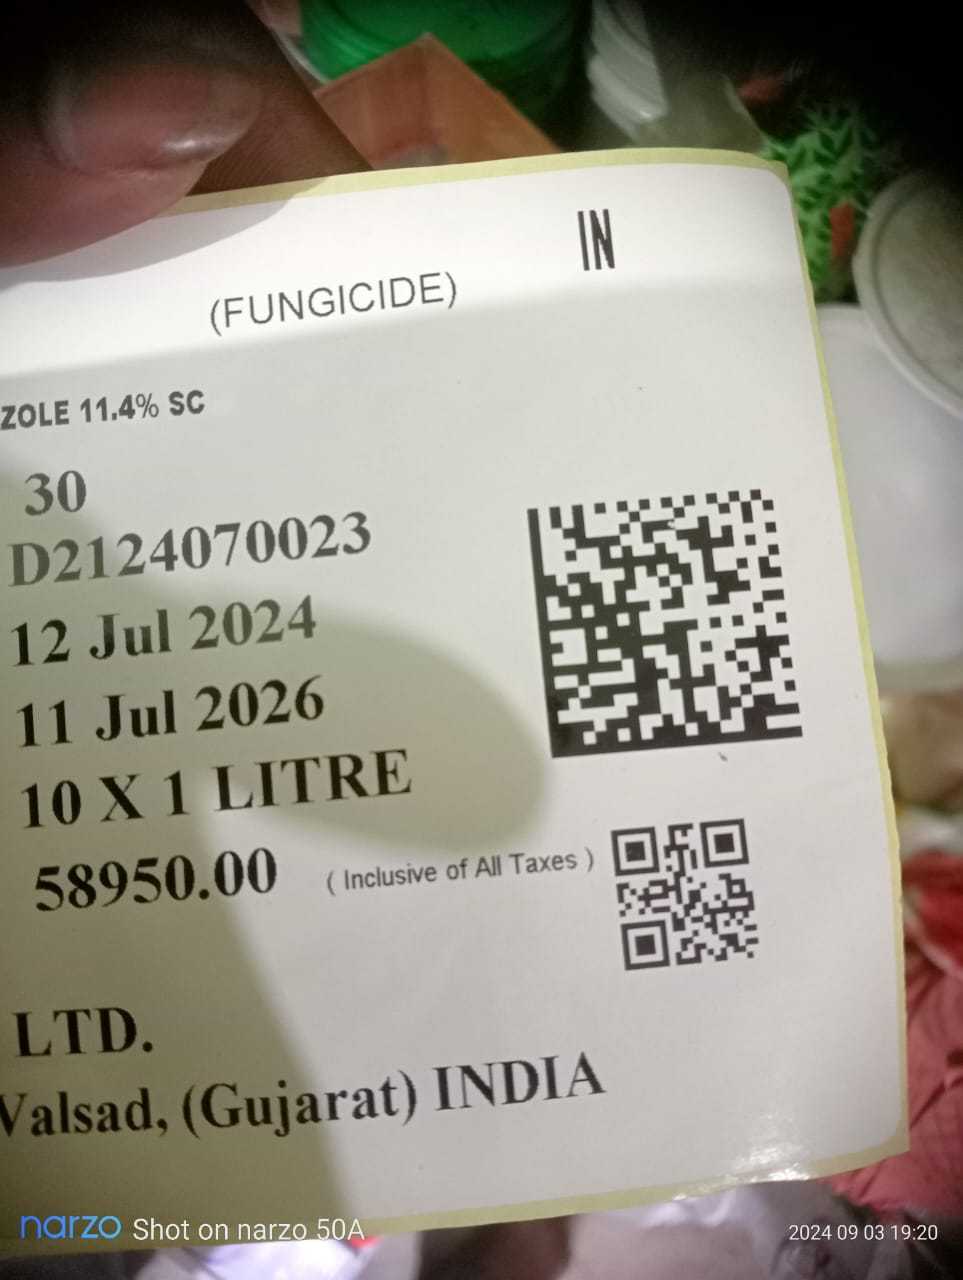 IN
(FUNGICIDE)
ZOLE 11.4% SC
30
D2124070023
12 Jul 2024
11 Jul 2026
10 X 1 LITRE
58950.00 ( Inclusive of All Taxes )
LTD.
Valsad, (Gujarat) INDIA
narzo Shot on narzo 50A
2024 09 03 19:20